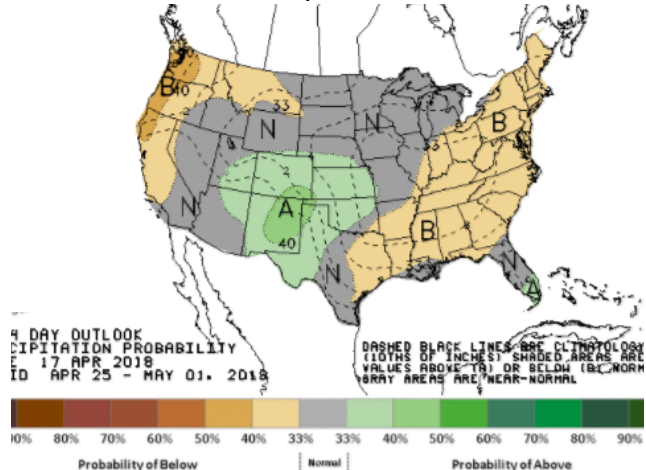 B
40
33
N
N
B
2
A
N
40
B
N
N
A
4 DAY OUTLOOK
CIPITATION PROBABILITY
E 17 APR 2018
ID APR 25 - MAY 01, 2018
DASHED BLACK LINES ARE CLIMATOLOGY
(10THS OF INCHES) SHADED AREAS ARE
VALUES ABOVE (A) OR BELOW (B) NORM
GRAY AREAS ARE NEAR-NORMAL
90% 80% 70% 60% 50% 40% 33% 33% 40% 50% 60% 70% 80% 90%
Probability of Below Normal Probability of Above